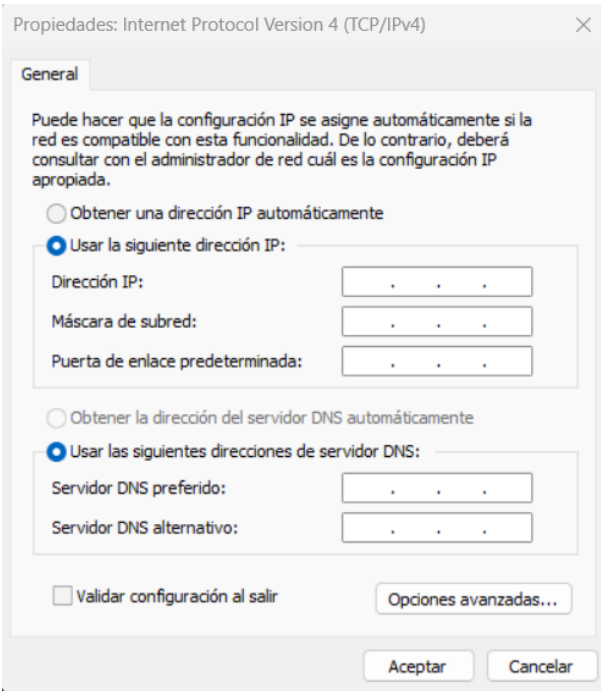 Propiedades: Internet Protocol Version 4 (TCP/IPv4)
General
Puede hacer que la configuración IP se asigne automáticamente si la
red es compatible con esta funcionalidad. De lo contrario, deberá
consultar con el administrador de red cuál es la configuración IP
apropiada.
Obtener una dirección IP automáticamente
Usar la siguiente dirección IP:
Dirección IP: . . .
Máscara de subred: . . .
Puerta de enlace predeterminada: . . .
Obtener la dirección del servidor DNS automáticamente
Usar las siguientes direcciones de servidor DNS:
Servidor DNS preferido: . . .
Servidor DNS alternativo: . . .
Validar configuración al salir
Opciones avanzadas...
Aceptar
Cancelar